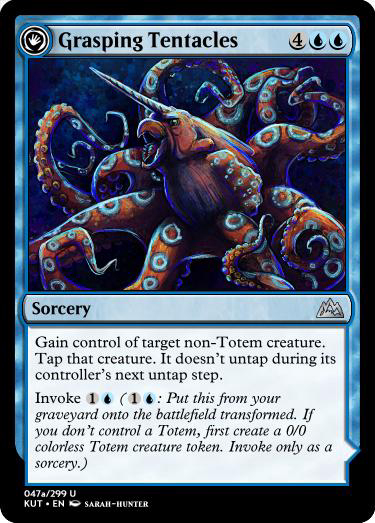 Grasping Tentacles 4
Sorcery
Gain control of target non-Totem creature.
Tap that creature. It doesn't untap during its
controller's next untap step.
Invoke 1 ( 1 : Put this from your
graveyard onto the battlefield transformed. If
you don't control a Totem, first create a 0/0
colorless Totem creature token. Invoke only as a
sorcery.)
047a/299 U
KUT • EN SARAH-HUNTER